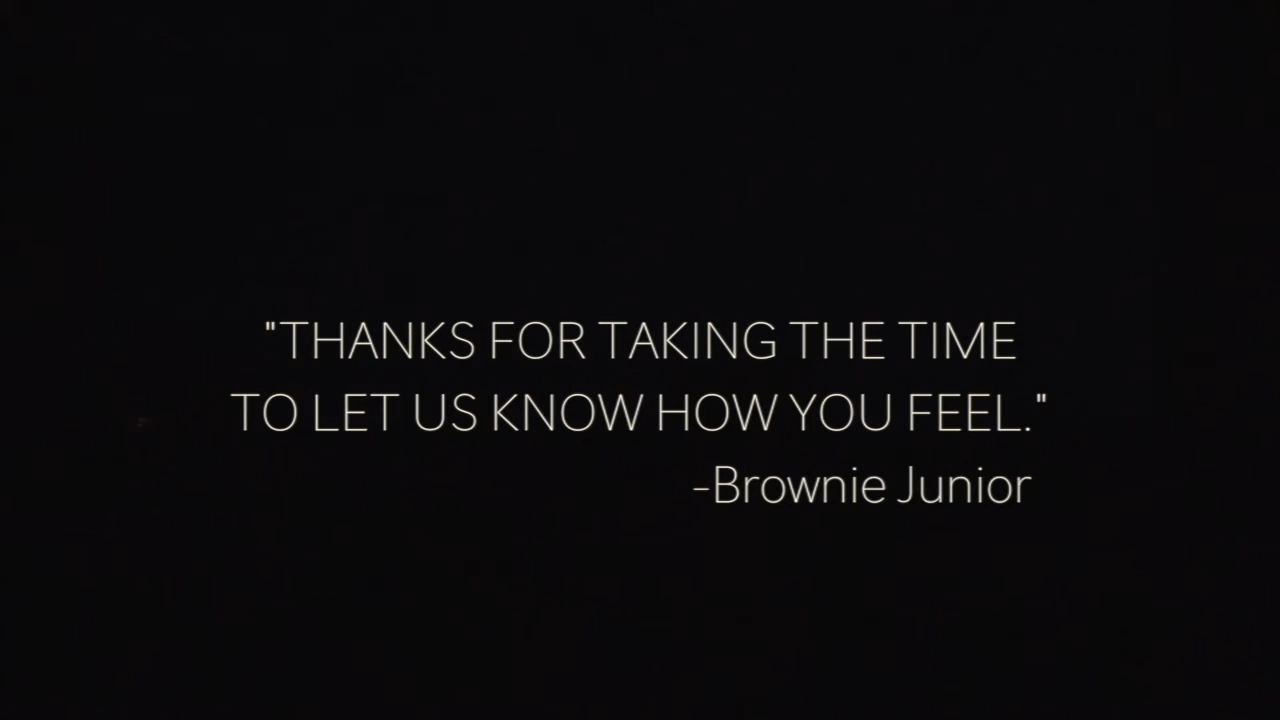 "THANKS FOR TAKING THE TIME
TO LET US KNOW HOW YOU FEEL."
-Brownie Junior